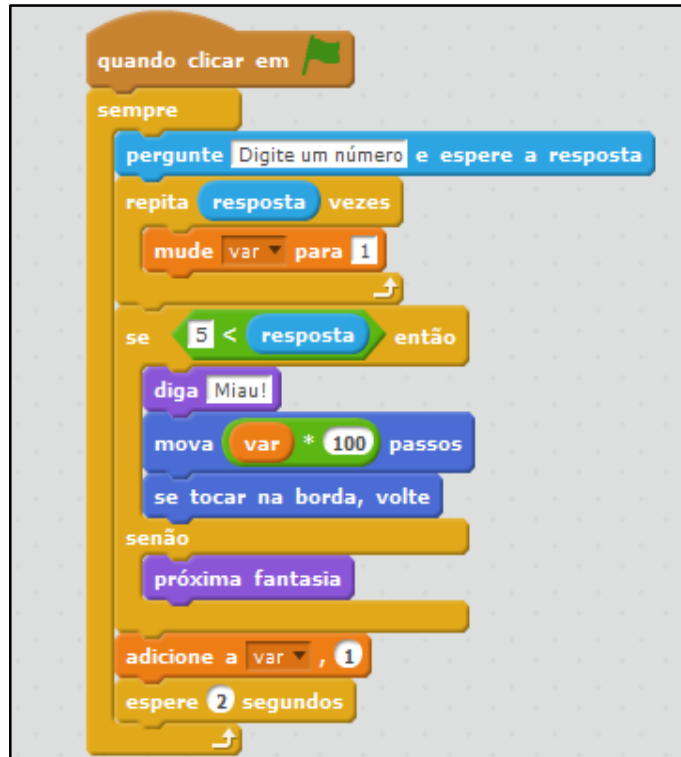 quando clicar em
sempre
pergunte Digite um número e espere a resposta
repita resposta vezes
mude var para 1
se 5 < resposta então
diga Miau!
mova var * 100 passos
se tocar na borda, volte
senão
próxima fantasia
adicione a var , 1
espere 2 segundos